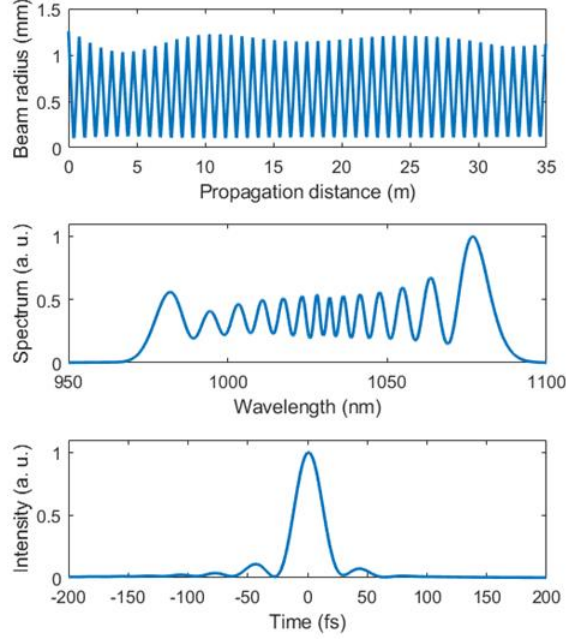 1.5
1
0.5
0
Beam radius (mm)
0 5 10 15 20 25 30 35
Propagation distance (m)
1
0.5
0
Spectrum (a. u.)
950 1000 1050 1100
Wavelength (nm)
1
0.5
0
Intensity (a. u.)
-200 -150 -100 -50 0 50 100 150 200
Time (fs)